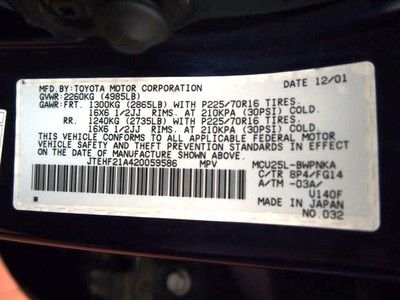 MFD.BY:TOYOTA MOTOR CORPORATION DATE 12/01
GVWR: 2260KG (4985LB)
GAWR:FRT. 1300KG (2865LB) WITH P225/70R16 TIRES,
16X6 1/2JJ RIMS, AT 210KPA (30PSI) COLD.
RR. 1240KG (2735LB) WITH P225/70R16 TIRES,
16X6 1/2JJ RIMS, AT 210KPA (30PSI) COLD.
THIS VEHICLE CONFORMS TO ALL APPLICABLE FEDERAL MOTOR
VEHICLE SAFETY AND THEFT PREVENTION STANDARDS IN EFFECT
ON THE DATE OF MANUFACTURE SHOWN ABOVE.
JTEHF21A420059586 MPV MCU25L-BWPNKA
C/TR 8P4/FG14
A/TM -03A/
U140F
MADE IN JAPAN
NO.032